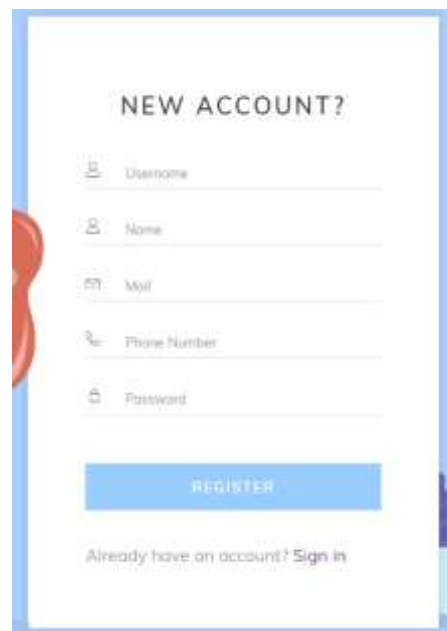 NEW ACCOUNT?
Username
Name
Mail
Phone Number
Password
REGISTER
Already have an account? Sign in